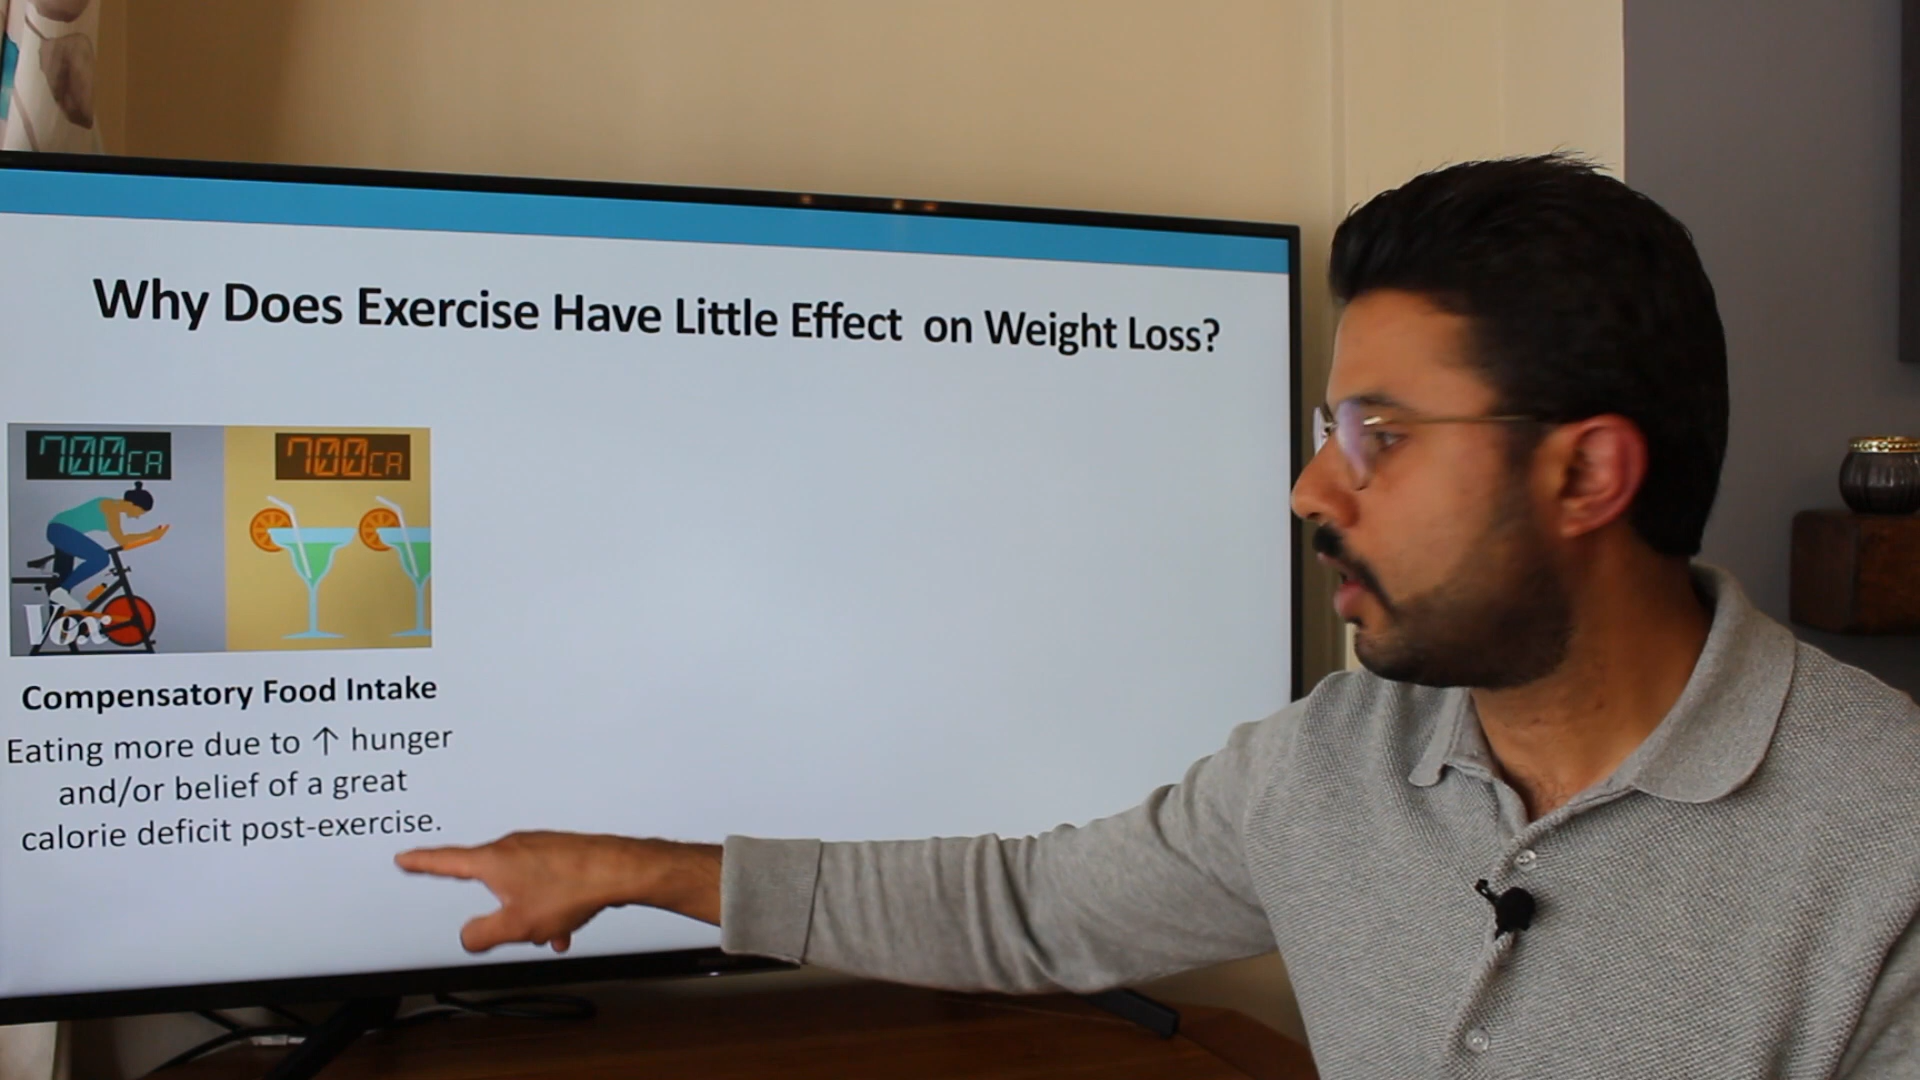 Why Does Exercise Have Little Effect on Weight Loss?
700CA 700CA
Vox
Compensatory Food Intake
Eating more due to ↑ hunger
and/or belief of a great
calorie deficit post-exercise.